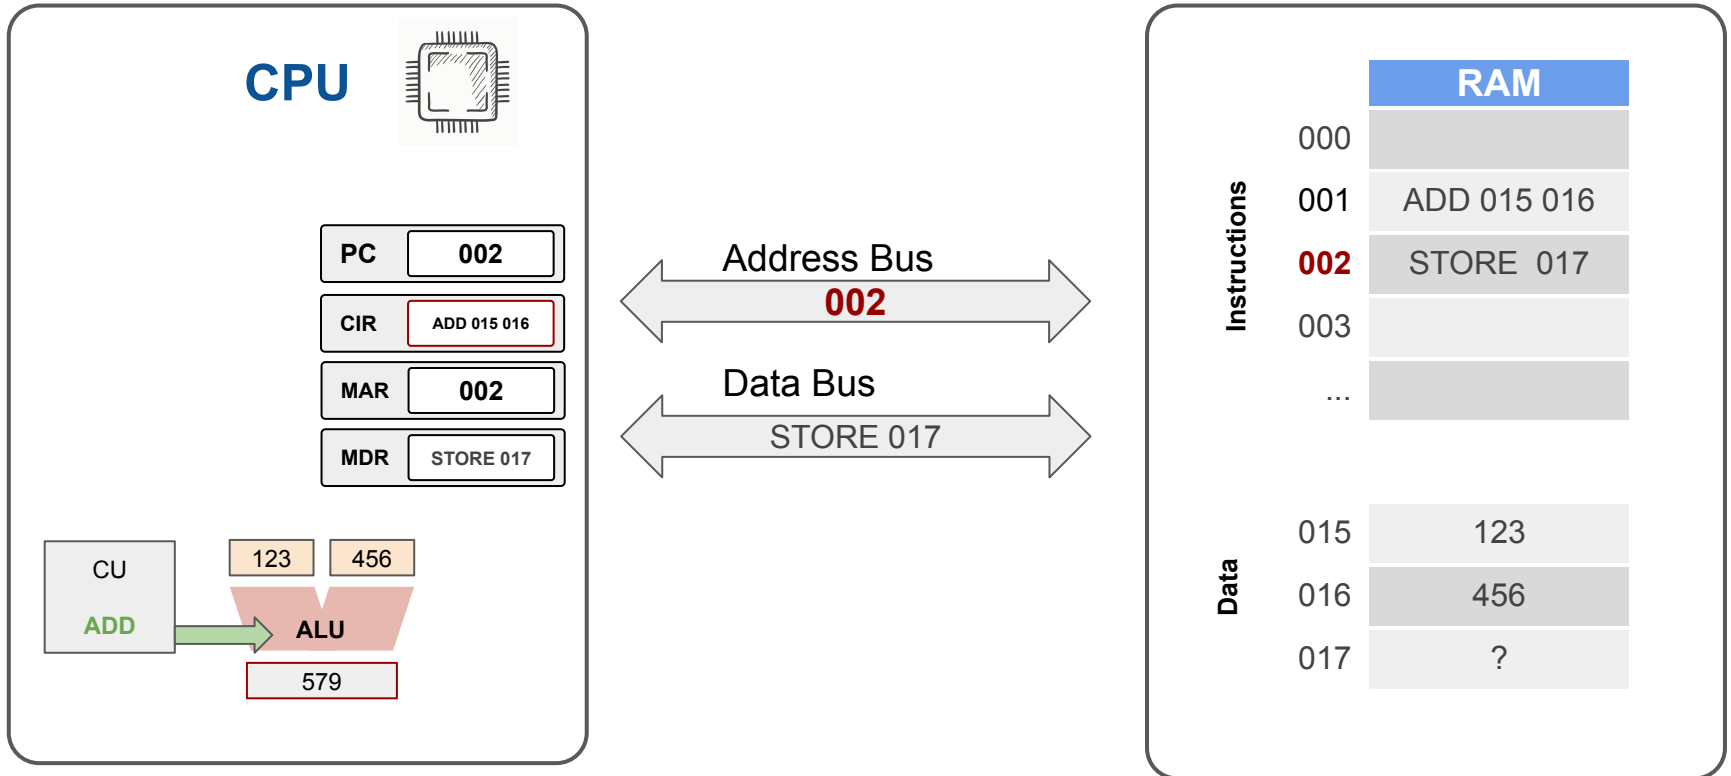 CPU
PC 002
CIR ADD 015 016
MAR 002
MDR STORE 017
CU
ADD
123 456
ALU
579
Address Bus
002
Data Bus
STORE 017
RAM
Instructions
000
001 ADD 015 016
002 STORE 017
003
...
Data
015 123
016 456
017 ?